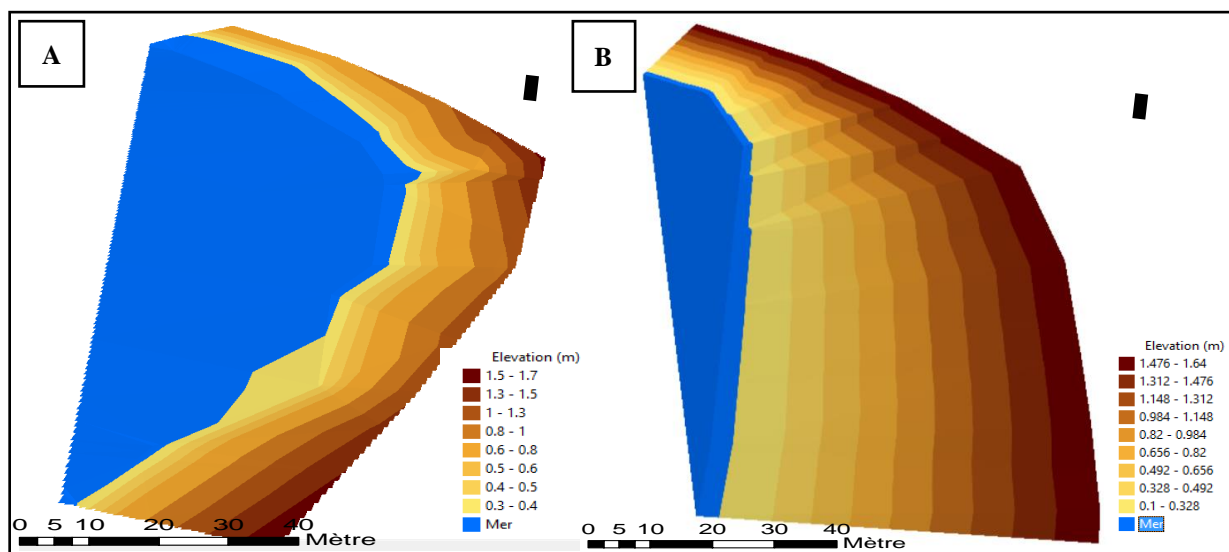 A
Elevation (m)
1.5 - 1.7
1.3 - 1.5
1 - 1.3
0.8 - 1
0.6 - 0.8
0.5 - 0.6
0.4 - 0.5
0.3 - 0.4
Mer
0 5 10 20 30 40
Mètre
B
Elevation (m)
1.476 - 1.64
1.312 - 1.476
1.148 - 1.312
0.984 - 1.148
0.82 - 0.984
0.656 - 0.82
0.492 - 0.656
0.328 - 0.492
0.1 - 0.328
Mer
0 5 10 20 30 40
Mètre